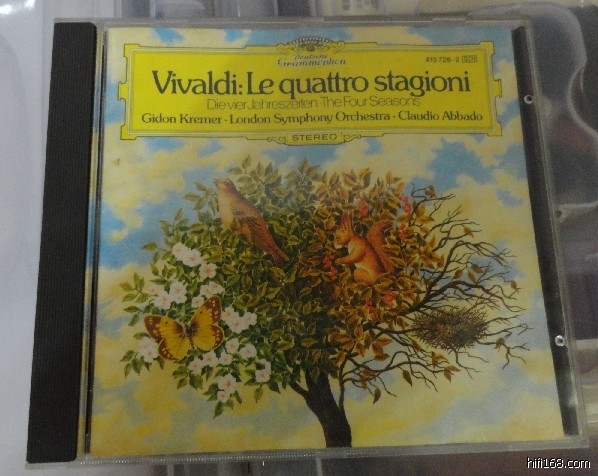 Deutsche
Grammophon
413 726-2
Vivaldi: Le quattro stagioni
Die vier Jahreszeiten · The Four Seasons
Gidon Kremer · London Symphony Orchestra · Claudio Abbado
STEREO
hifi168.com